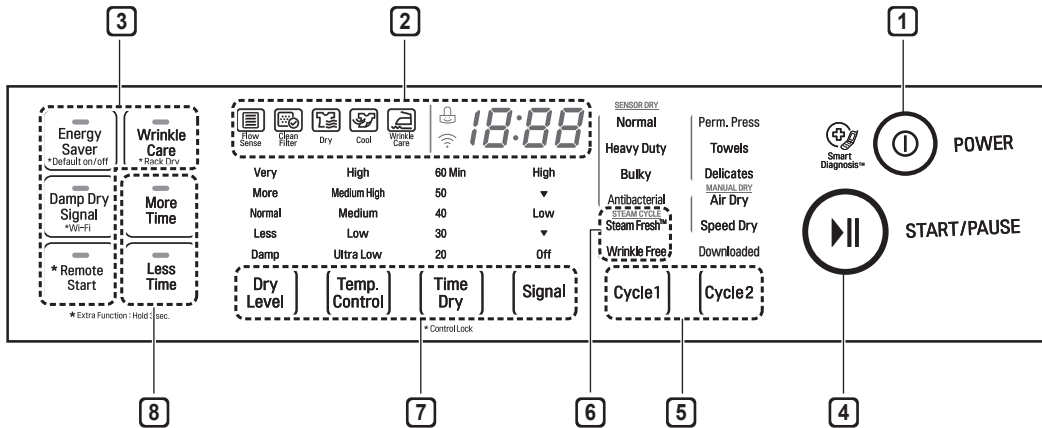 3
2
1
Energy
Saver
*Default on/off
Wrinkle
Care
*Rack Dry
Damp Dry
Signal
*Wi-Fi
More
Time
*Remote
Start
Less
Time
* Extra Function : Hold 3 sec.
Flow
Sense
Clean
Filter
Dry
Cool
Wrinkle
Care
18:88
Very High 60 Min High
More Medium High 50 ▼
Normal Medium 40 Low
Less Low 30 ▼
Damp Ultra Low 20 Off
Dry
Level
Temp.
Control
Time
Dry
Signal
* Control Lock
SENSOR DRY
Normal
Heavy Duty
Bulky
Antibacterial
STEAM CYCLE
Steam Fresh™
Wrinkle Free
Perm. Press
Towels
Delicates
MANUAL DRY
Air Dry
Speed Dry
Downloaded
Cycle1
Cycle2
Smart
Diagnosis™
POWER
START/PAUSE
8
7
6
5
4